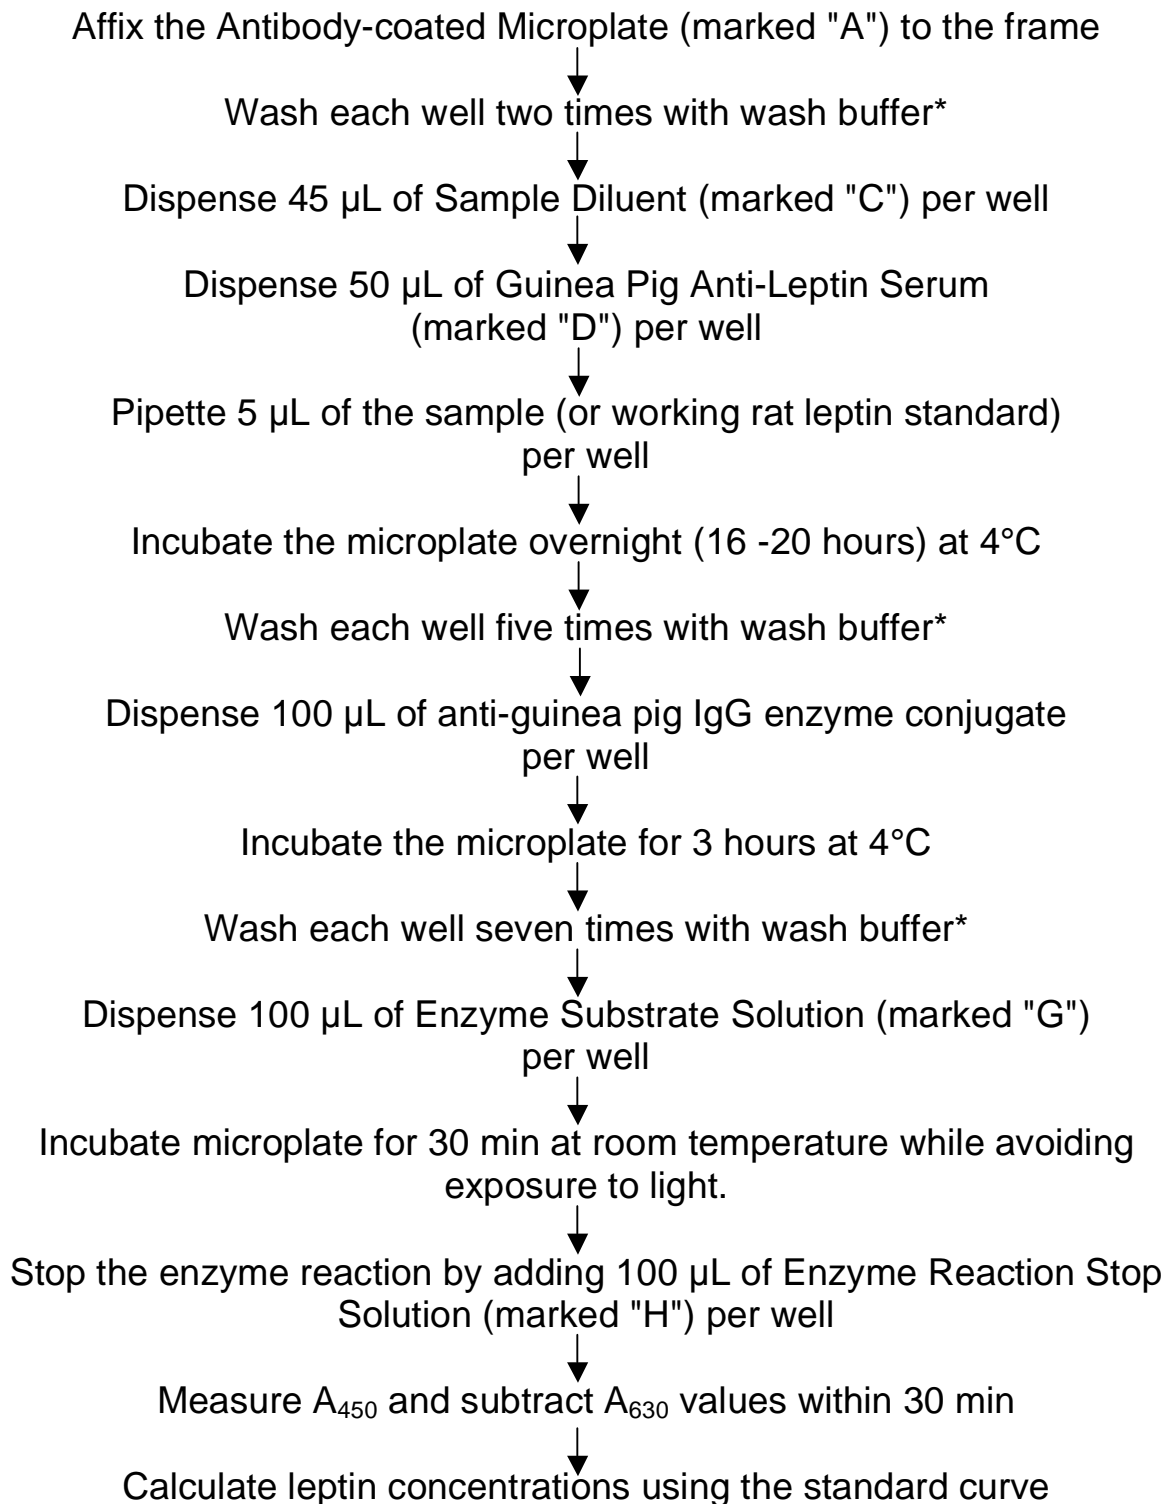 Affix the Antibody-coated Microplate (marked "A") to the frame
Wash each well two times with wash buffer*
Dispense 45 µL of Sample Diluent (marked "C") per well
Dispense 50 µL of Guinea Pig Anti-Leptin Serum
(marked "D") per well
Pipette 5 µL of the sample (or working rat leptin standard)
per well
Incubate the microplate overnight (16 -20 hours) at 4°C
Wash each well five times with wash buffer*
Dispense 100 µL of anti-guinea pig IgG enzyme conjugate
per well
Incubate the microplate for 3 hours at 4°C
Wash each well seven times with wash buffer*
Dispense 100 µL of Enzyme Substrate Solution (marked "G")
per well
Incubate microplate for 30 min at room temperature while avoiding
exposure to light.
Stop the enzyme reaction by adding 100 µL of Enzyme Reaction Stop
Solution (marked "H") per well
Measure A450 and subtract A630 values within 30 min
Calculate leptin concentrations using the standard curve